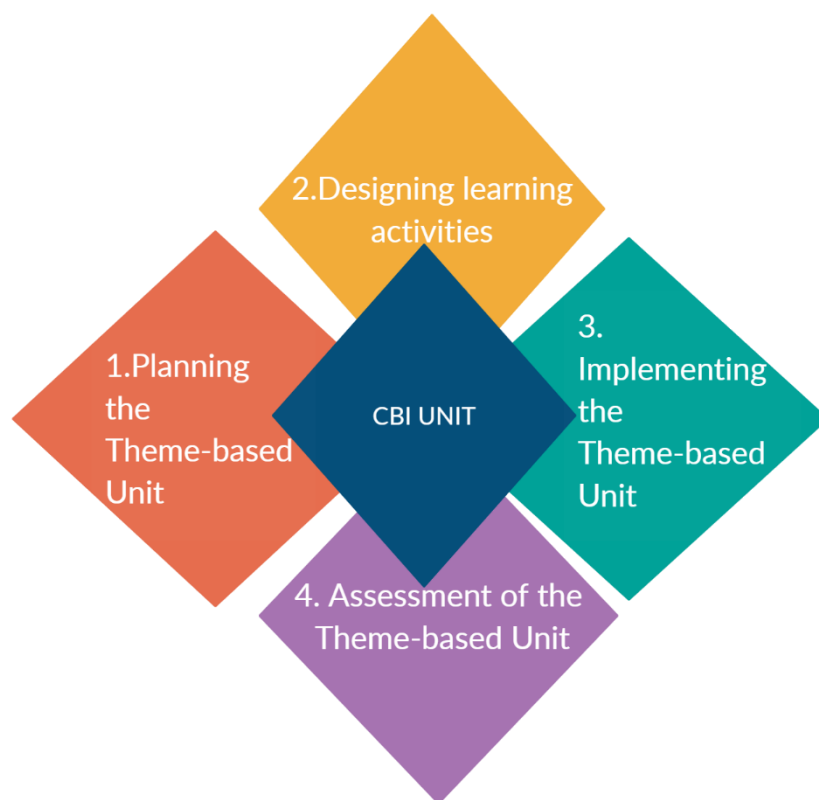 2.Designing learning
activities
1.Planning
the
Theme-based
Unit
CBI UNIT
3.
Implementing
the
Theme-based
Unit
4. Assessment of the
Theme-based Unit